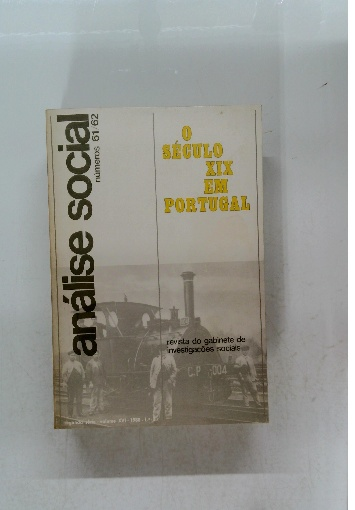 análise social
números 61-62
O
SÉCULO
XIX
EM
PORTUGAL
revista do gabinete de
investigações sociais
C.P. 004